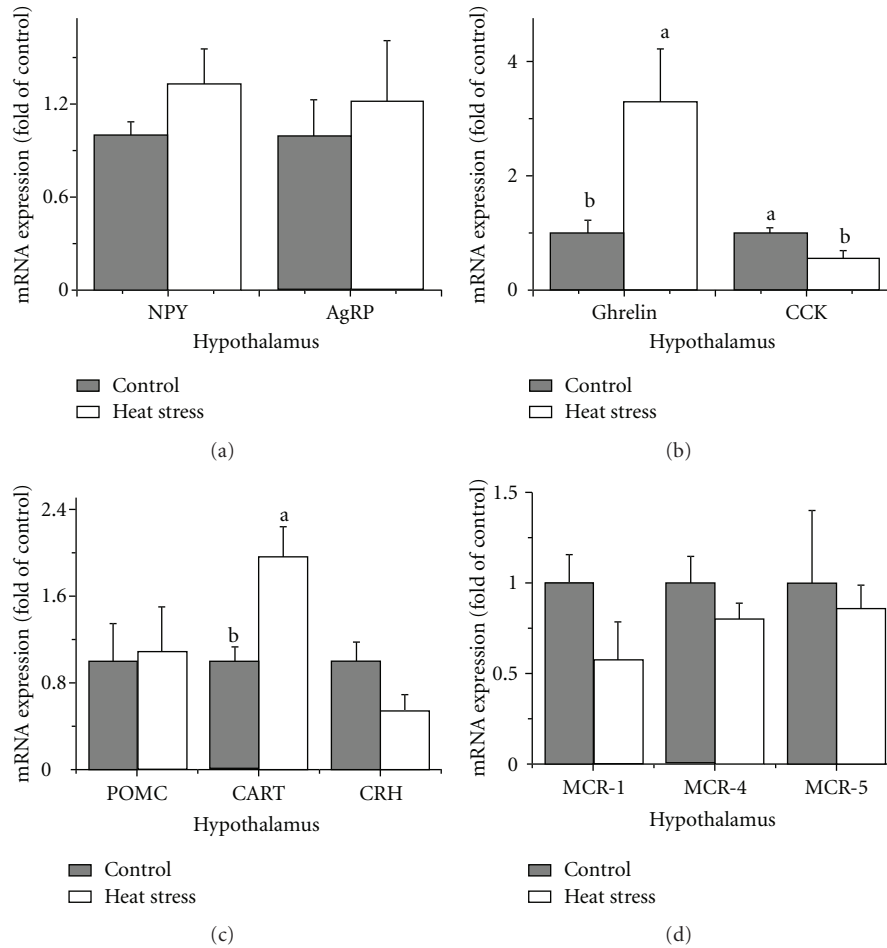 mRNA expression (fold of control)
1.2
0.6
0
NPY AgRP
Hypothalamus
Control
Heat stress
(a)
mRNA expression (fold of control)
4
2
0
a
b
a
b
Ghrelin CCK
Hypothalamus
Control
Heat stress
(b)
mRNA expression (fold of control)
2.4
1.6
0.8
0
a
b
POMC CART CRH
Hypothalamus
Control
Heat stress
(c)
mRNA expression (fold of control)
1.5
1
0.5
0
MCR-1 MCR-4 MCR-5
Hypothalamus
Control
Heat stress
(d)